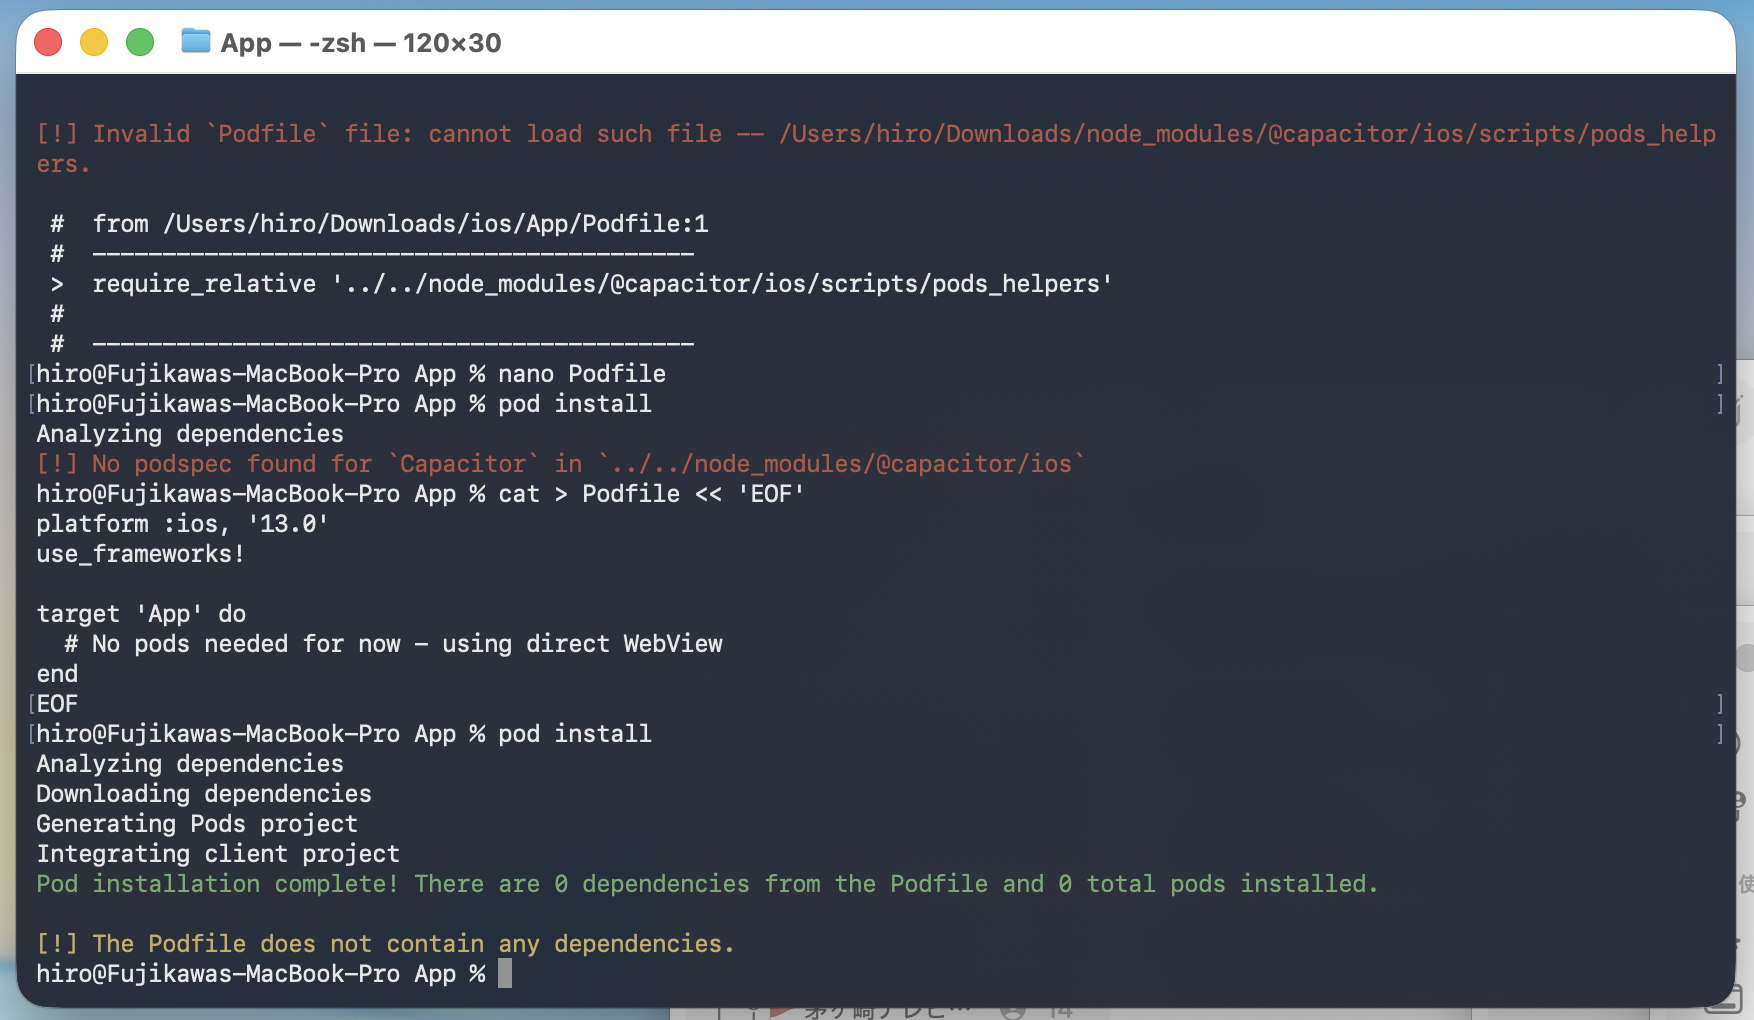 App — -zsh — 120×30
[!] Invalid `Podfile` file: cannot load such file -- /Users/hiro/Downloads/node_modules/@capacitor/ios/scripts/pods_help
ers.
#  from /Users/hiro/Downloads/ios/App/Podfile:1
#  -------------------------------------------
>  require_relative '../../node_modules/@capacitor/ios/scripts/pods_helpers'
#
#  -------------------------------------------
[hiro@Fujikawas-MacBook-Pro App % nano Podfile ]
[hiro@Fujikawas-MacBook-Pro App % pod install ]
Analyzing dependencies
[!] No podspec found for `Capacitor` in `../../node_modules/@capacitor/ios`
hiro@Fujikawas-MacBook-Pro App % cat > Podfile << 'EOF'
platform :ios, '13.0'
use_frameworks!
target 'App' do
  # No pods needed for now - using direct WebView
end
[EOF ]
[hiro@Fujikawas-MacBook-Pro App % pod install ]
Analyzing dependencies
Downloading dependencies
Generating Pods project
Integrating client project
Pod installation complete! There are 0 dependencies from the Podfile and 0 total pods installed.
[!] The Podfile does not contain any dependencies.
hiro@Fujikawas-MacBook-Pro App %